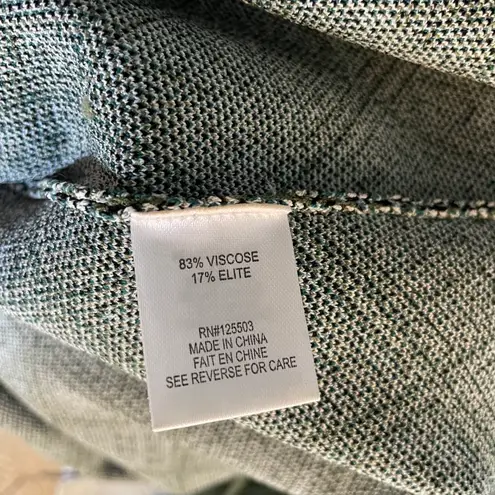 83% VISCOSE
17% ELITE
RN#125503
MADE IN CHINA
FAIT EN CHINE
SEE REVERSE FOR CARE